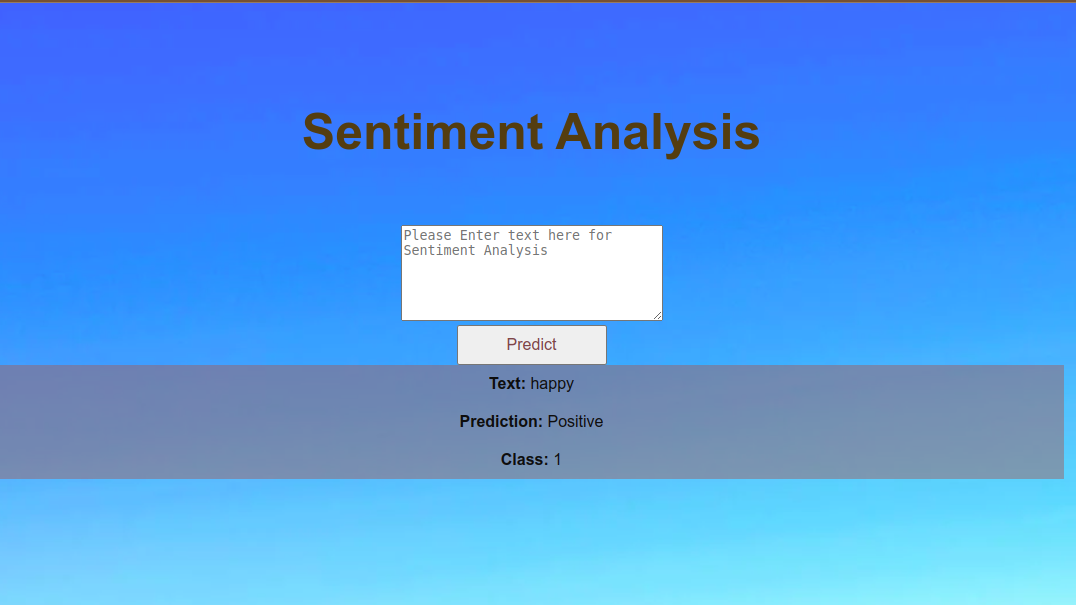 Sentiment Analysis
Please Enter text here for
Sentiment Analysis
Predict
Text: happy
Prediction: Positive
Class: 1